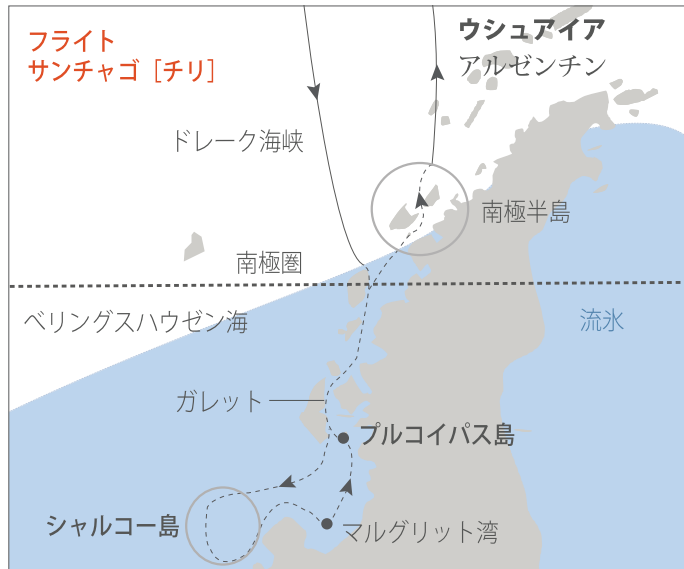 フライト
サンチャゴ［チリ］
ウシュアイア
アルゼンチン
ドレーク海峡
南極半島
南極圏
ベリングスハウゼン海
流氷
ガレット
プルコイパス島
シャルコー島
マルグリット湾